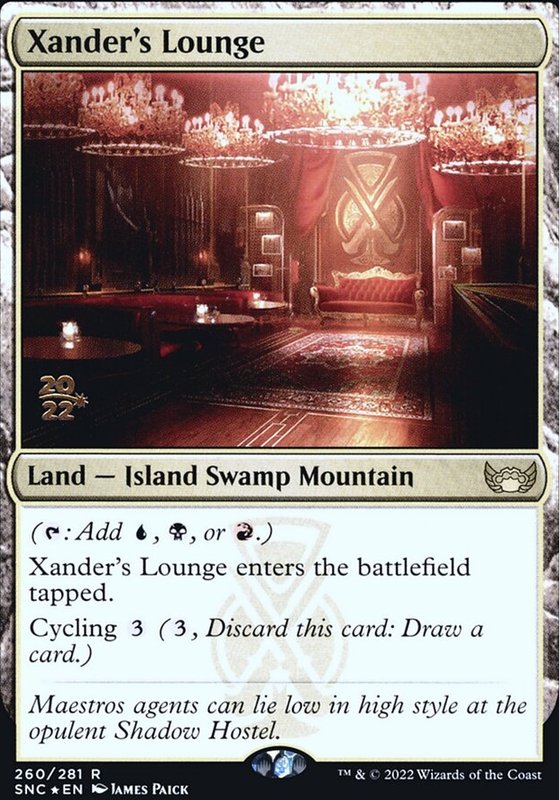 Xander's Lounge
20
22
Land — Island Swamp Mountain
(: Add , , or .)
Xander's Lounge enters the battlefield
tapped.
Cycling 3 (3, Discard this card: Draw a
card.)
Maestros agents can lie low in high style at the
opulent Shadow Hostel.
260/281 R
SNC ★ EN JAMES PAICK
™ & © 2022 Wizards of the Coast